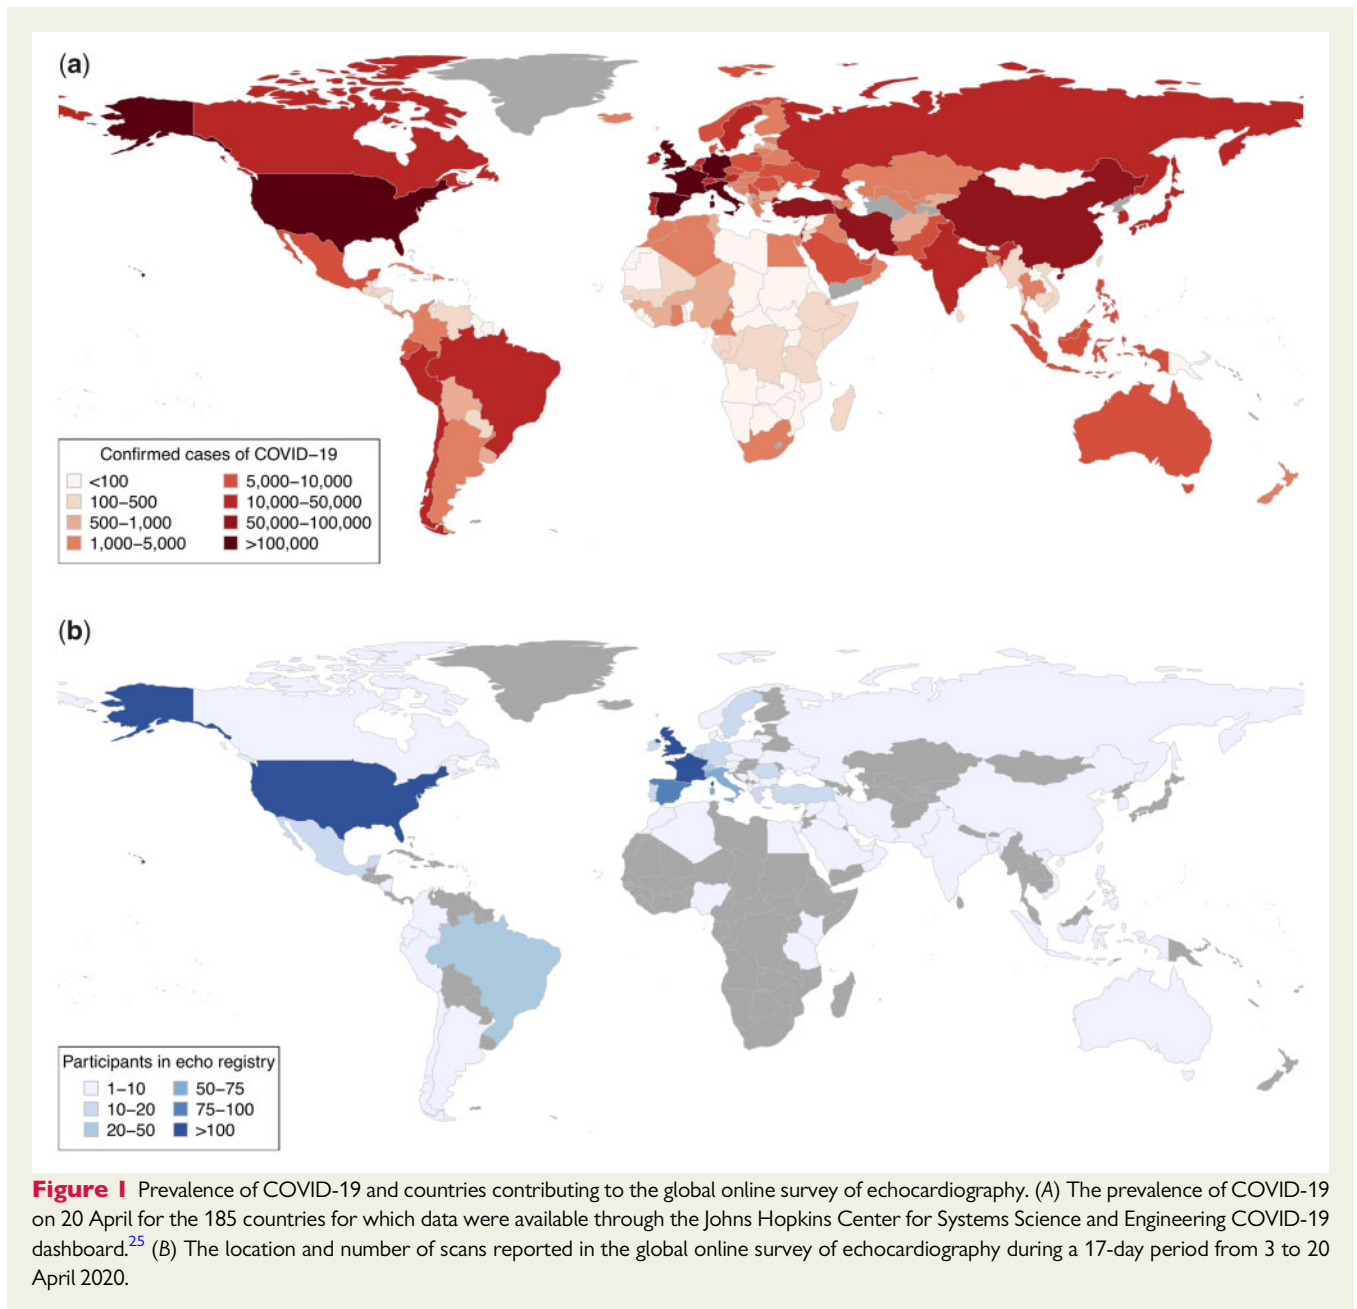 (a)
Confirmed cases of COVID−19
<100
5,000−10,000
100−500
10,000−50,000
500−1,000
50,000−100,000
1,000−5,000
>100,000
(b)
Participants in echo registry
1−10
50−75
10−20
75−100
20−50
>100
Figure 1 Prevalence of COVID-19 and countries contributing to the global online survey of echocardiography. (A) The prevalence of COVID-19
on 20 April for the 185 countries for which data were available through the Johns Hopkins Center for Systems Science and Engineering COVID-19
dashboard.25 (B) The location and number of scans reported in the global online survey of echocardiography during a 17-day period from 3 to 20
April 2020.